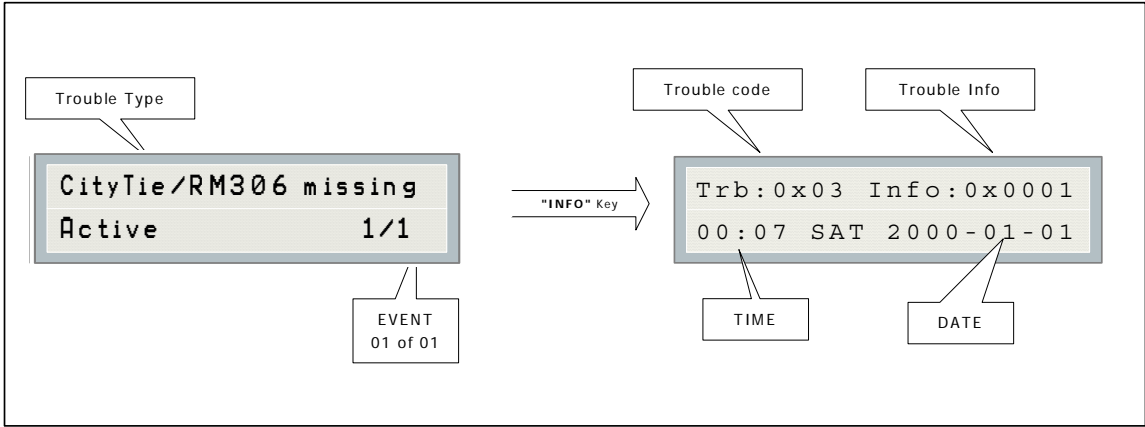 Trouble Type
CityTie/RM306 missing
Active 1/1
EVENT
01 of 01
"INFO" Key
Trouble code
Trouble Info
Trb:0x03 Info:0x0001
00:07 SAT 2000-01-01
TIME
DATE